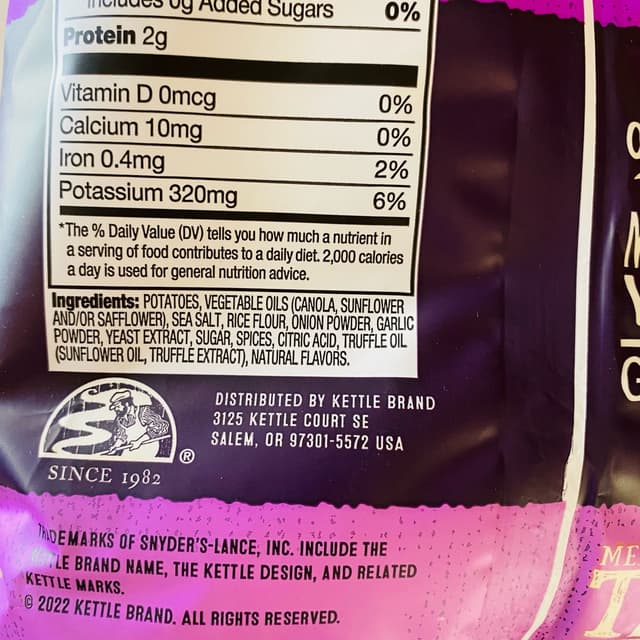 Includes 0g Added Sugars 0%
Protein 2g
Vitamin D 0mcg 0%
Calcium 10mg 0%
Iron 0.4mg 2%
Potassium 320mg 6%
*The % Daily Value (DV) tells you how much a nutrient in
a serving of food contributes to a daily diet. 2,000 calories
a day is used for general nutrition advice.
Ingredients: POTATOES, VEGETABLE OILS (CANOLA, SUNFLOWER
AND/OR SAFFLOWER), SEA SALT, RICE FLOUR, ONION POWDER, GARLIC
POWDER, YEAST EXTRACT, SUGAR, SPICES, CITRIC ACID, TRUFFLE OIL
(SUNFLOWER OIL, TRUFFLE EXTRACT), NATURAL FLAVORS.
DISTRIBUTED BY KETTLE BRAND
3125 KETTLE COURT SE
SALEM, OR 97301-5572 USA
®
SINCE 1982
TRADEMARKS OF SNYDER'S-LANCE, INC. INCLUDE THE
KETTLE BRAND NAME, THE KETTLE DESIGN, AND RELATED
KETTLE MARKS.
© 2022 KETTLE BRAND. ALL RIGHTS RESERVED.